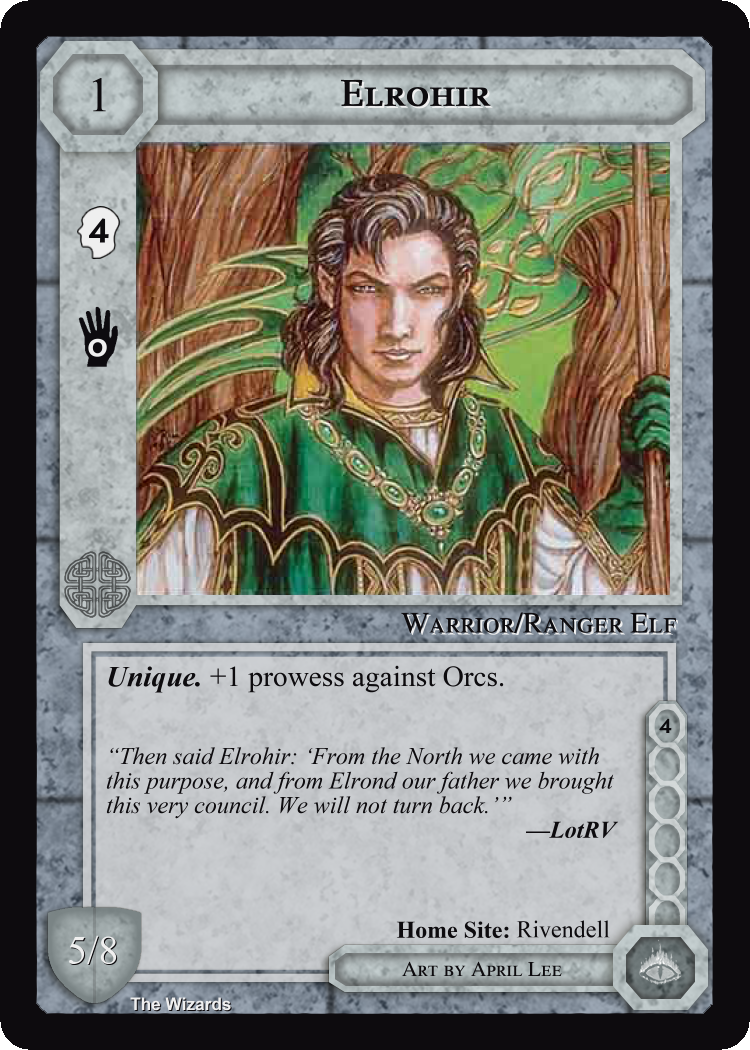 1
Elrohir
4
0
Warrior/Ranger Elf
Unique. +1 prowess against Orcs.
“Then said Elrohir: ‘From the North we came with
this purpose, and from Elrond our father we brought
this very council. We will not turn back.’”
—LotRV
4
Home Site: Rivendell
5/8
Art by April Lee
The Wizards